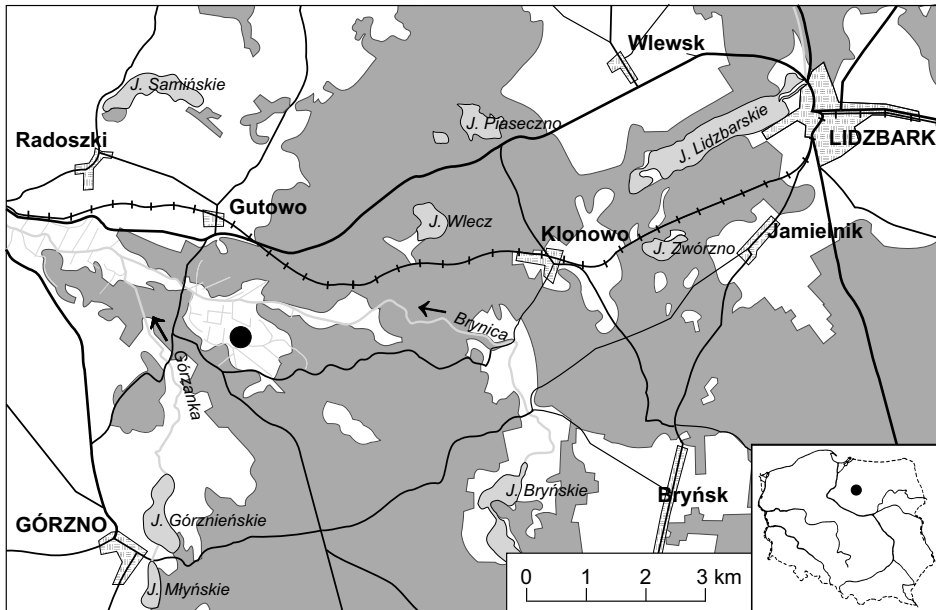 Wlewsk
J. Samińskie
J. Piaseczno
J. Lidzbarskie
LIDZBARK
Radoszki
Gutowo
J. Wlecz
Klonowo
J. Zwórzno
Jamielnik
Brynica
Górzanka
J. Bryńskie
Bryńsk
GÓRZNO
J. Górznieńskie
J. Młyńskie
0 1 2 3 km